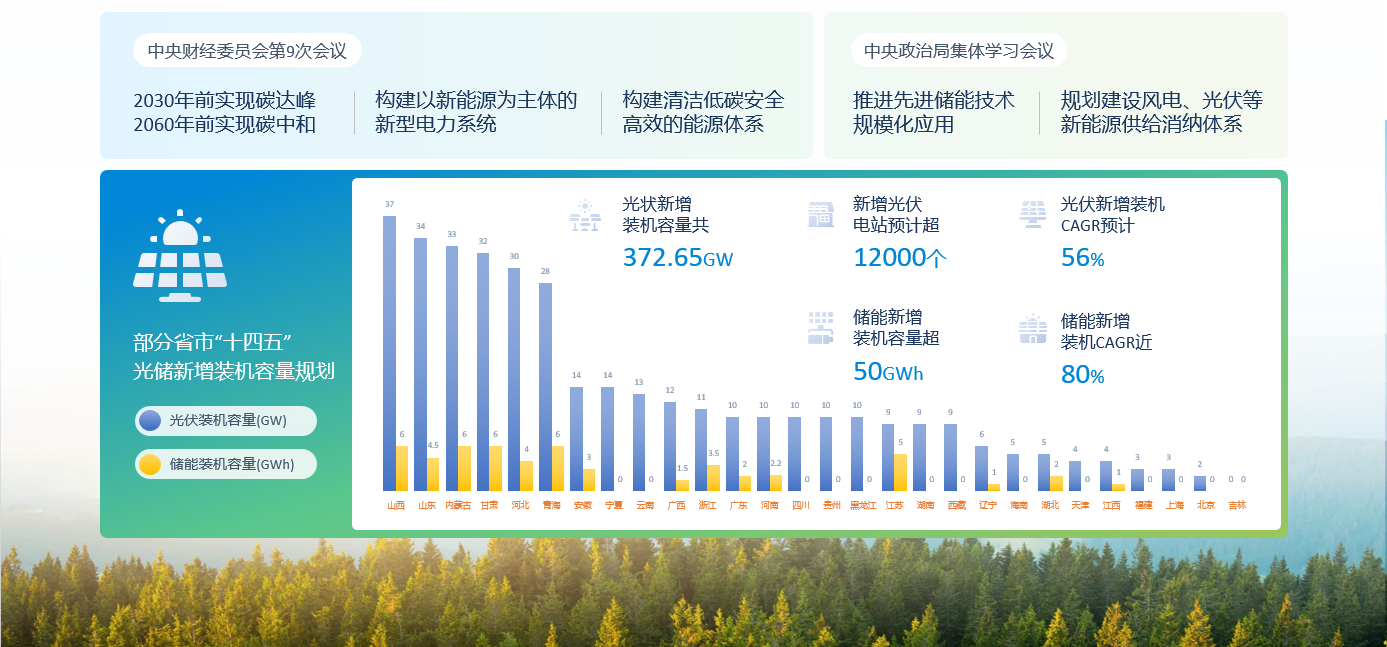 中央财经委员会第9次会议
2030年前实现碳达峰
2060年前实现碳中和
构建以新能源为主体的
新型电力系统
构建清洁低碳安全
高效的能源体系
中央政治局集体学习会议
推进先进储能技术
规模化应用
规划建设风电、光伏等
新能源供给消纳体系
部分省市“十四五”
光储新增装机容量规划
光伏装机容量(GW)
储能装机容量(GWh)
光状新增
装机容量共
372.65GW
新增光伏
电站预计超
12000个
光伏新增装机
CAGR预计
56%
储能新增
装机容量超
50GWh
储能新增
装机CAGR近
80%
37 34 33 32 30 28 14 14 13 12 11 10 10 10 10 10 9 9 9 6 5 5 4 4 3 3 2 0
6 4.5 6 6 4 6 3 0 0 1.5 3.5 2 2.2 0 0 0 5 0 0 1 0 2 0 1 0 0 0 0
山西 山东 内蒙古 甘肃 河北 青海 安徽 宁夏 云南 广西 浙江 广东 河南 四川 贵州 黑龙江 江苏 湖南 西藏 辽宁 海南 湖北 天津 江西 福建 上海 北京 吉林